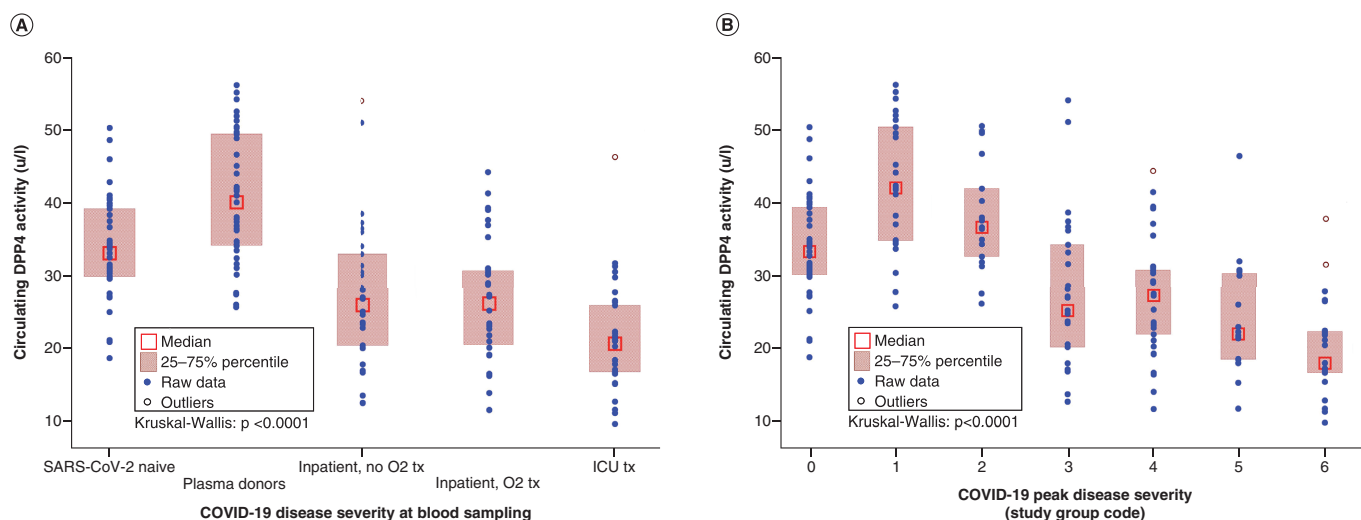 A
Circulating DPP4 activity (u/l)
60
50
40
30
20
10
Median
25–75% percentile
Raw data
Outliers
Kruskal-Wallis: p <0.0001
SARS-CoV-2 naive
Plasma donors
Inpatient, no O2 tx
Inpatient, O2 tx
ICU tx
COVID-19 disease severity at blood sampling
B
Circulating DPP4 activity (u/l)
60
50
40
30
20
10
Median
25–75% percentile
Raw data
Outliers
Kruskal-Wallis: p<0.0001
0 1 2 3 4 5 6
COVID-19 peak disease severity
(study group code)